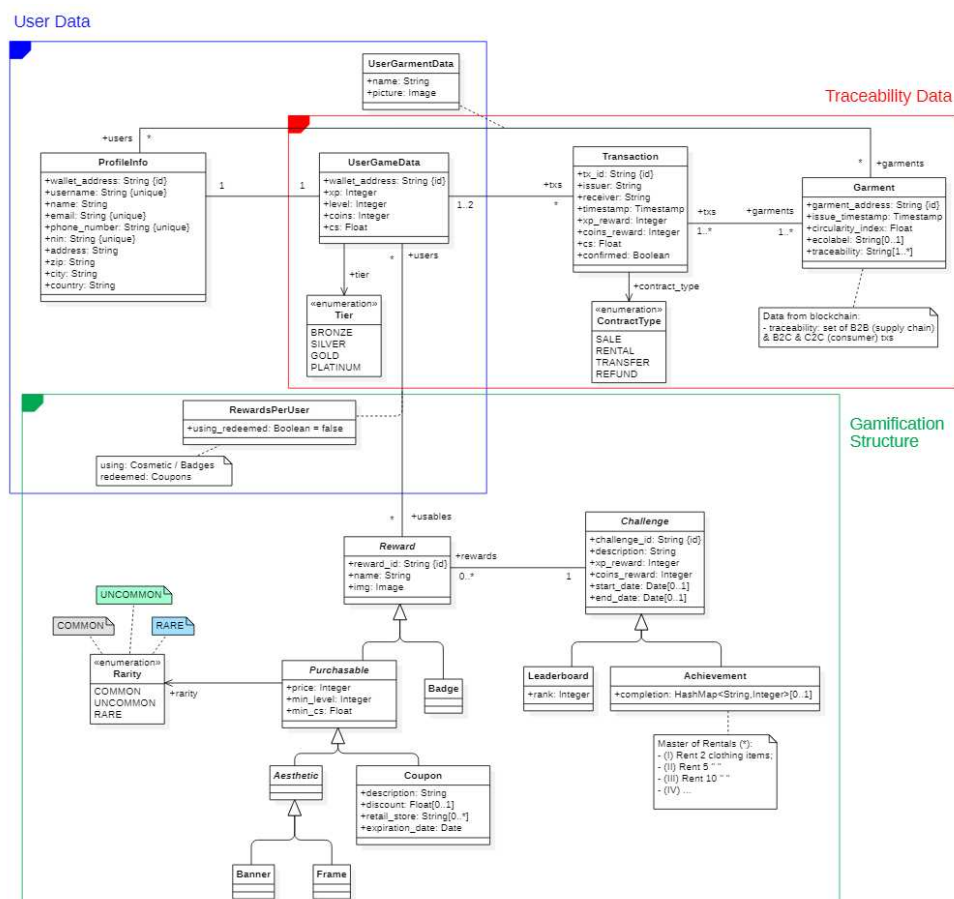 User Data
UserGarmentData
+name: String
+picture: Image
Traceability Data
+users
*
*
+garments
ProfileInfo
+wallet_address: String {id}
+username: String {unique}
+name: String
+email: String {unique}
+phone_number: String {unique}
+nin: String {unique}
+address: String
+zip: String
+city: String
+country: String
1
1
UserGameData
+wallet_address: String {id}
+xp: Integer
+level: Integer
+coins: Integer
+cs: Float
1..2
+txs
*
Transaction
+tx_id: String {id}
+issuer: String
+receiver: String
+timestamp: Timestamp
+xp_reward: Integer
+coins_reward: Integer
+cs: Float
+confirmed: Boolean
+txs
1..*
+garments
1..*
Garment
+garment_address: String {id}
+issue_timestamp: Timestamp
+circularity_index: Float
+ecolabel: String[0..1]
+traceability: String[1..*]
*
+users
+tier
«enumeration»
Tier
BRONZE
SILVER
GOLD
PLATINUM
+contract_type
«enumeration»
ContractType
SALE
RENTAL
TRANSFER
REFUND
Data from blockchain:
- traceability: set of B2B (supply chain)
& B2C & C2C (consumer) txs
RewardsPerUser
+using_redeemed: Boolean = false
using: Cosmetic / Badges
redeemed: Coupons
Gamification
Structure
*
+usables
Reward
+reward_id: String {id}
+name: String
+img: Image
+rewards
0..*
1
Challenge
+challenge_id: String {id}
+description: String
+xp_reward: Integer
+coins_reward: Integer
+start_date: Date[0..1]
+end_date: Date[0..1]
UNCOMMON
COMMON
RARE
«enumeration»
Rarity
COMMON
UNCOMMON
RARE
+rarity
Purchasable
+price: Integer
+min_level: Integer
+min_cs: Float
Badge
Leaderboard
+rank: Integer
Achievement
+completion: HashMap<String,Integer>[0..1]
Master of Rentals (*):
- (I) Rent 2 clothing items;
- (II) Rent 5 " "
- (III) Rent 10 " "
- (IV) ...
Aesthetic
Coupon
+description: String
+discount: Float[0..1]
+retail_store: String[0..*]
+expiration_date: Date
Banner
Frame